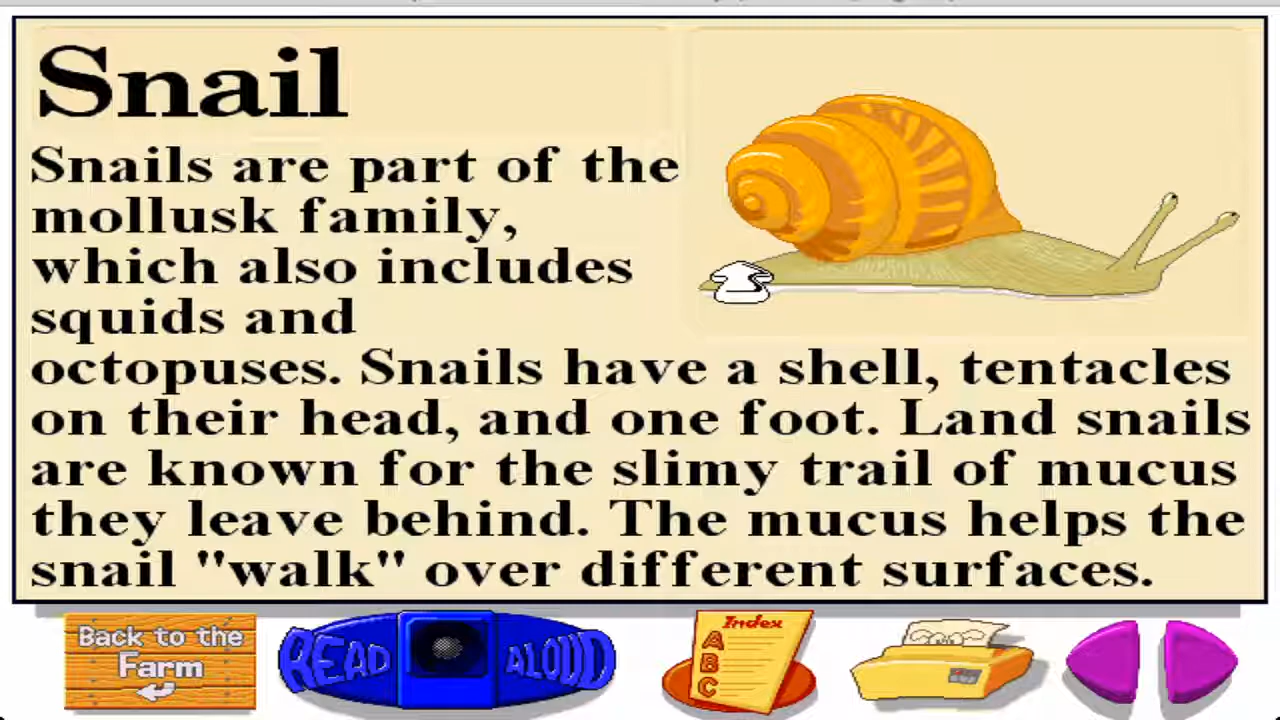 Snail
Snails are part of the
mollusk family,
which also includes
squids and
octopuses. Snails have a shell, tentacles
on their head, and one foot. Land snails
are known for the slimy trail of mucus
they leave behind. The mucus helps the
snail "walk" over different surfaces.
Back to the
Farm
READ ALOUD
Index
A
B
C